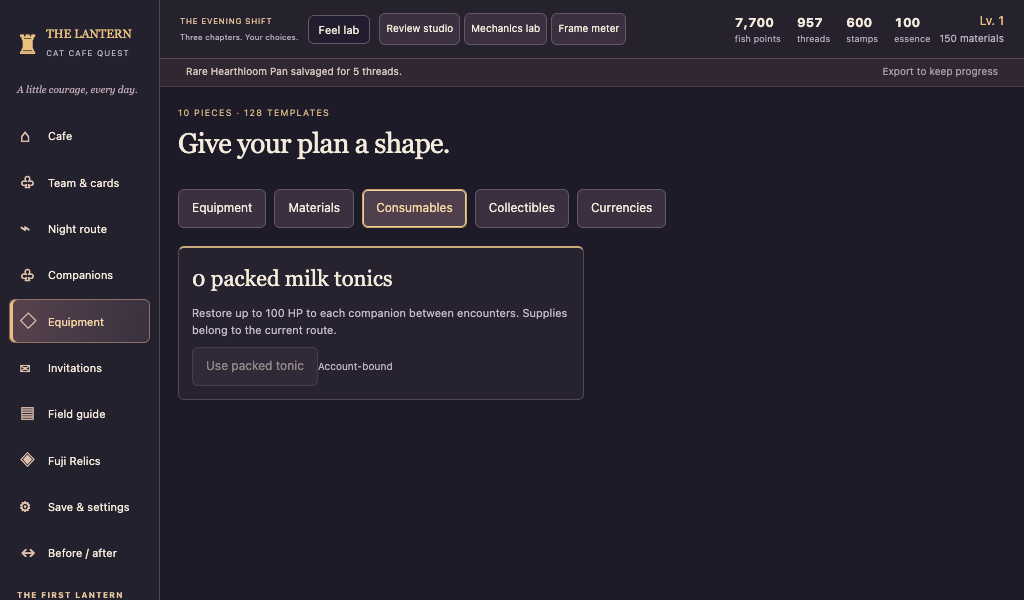 THE LANTERN
CAT CAFE QUEST
A little courage, every day.
Cafe
Team & cards
Night route
Companions
Equipment
Invitations
Field guide
Fuji Relics
Save & settings
Before / after
THE FIRST LANTERN
THE EVENING SHIFT
Three chapters. Your choices.
Feel lab
Review studio
Mechanics lab
Frame meter
7,700
fish points
957
threads
600
stamps
100
essence
Lv. 1
150 materials
Rare Hearthloom Pan salvaged for 5 threads.
Export to keep progress
10 PIECES · 128 TEMPLATES
Give your plan a shape.
Equipment
Materials
Consumables
Collectibles
Currencies
0 packed milk tonics
Restore up to 100 HP to each companion between encounters. Supplies
belong to the current route.
Use packed tonic
Account-bound